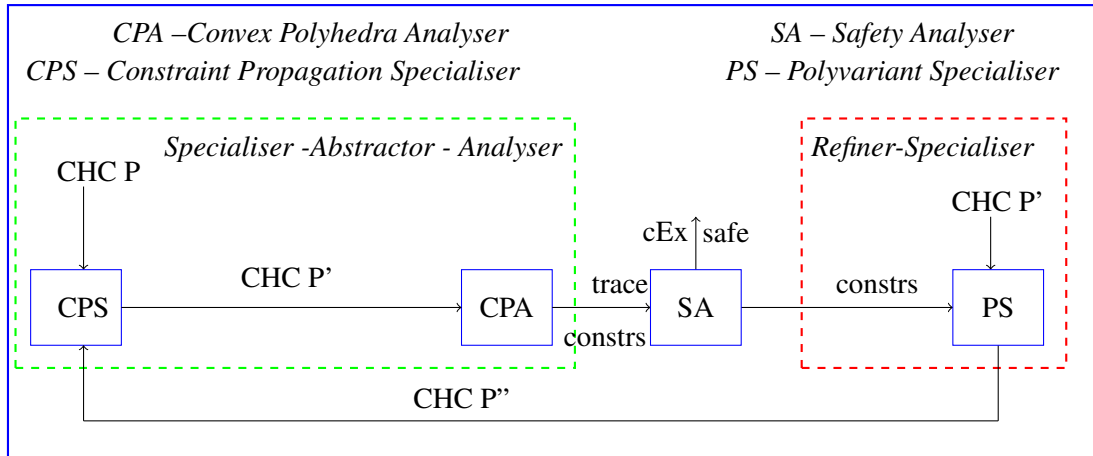 CPA –Convex Polyhedra Analyser
SA – Safety Analyser
CPS – Constraint Propagation Specialiser
PS – Polyvariant Specialiser
Specialiser -Abstractor - Analyser
Refiner-Specialiser
CHC P
CHC P'
cEx safe
CHC P'
trace
constrs
CPS
CPA
SA
PS
constrs
CHC P''